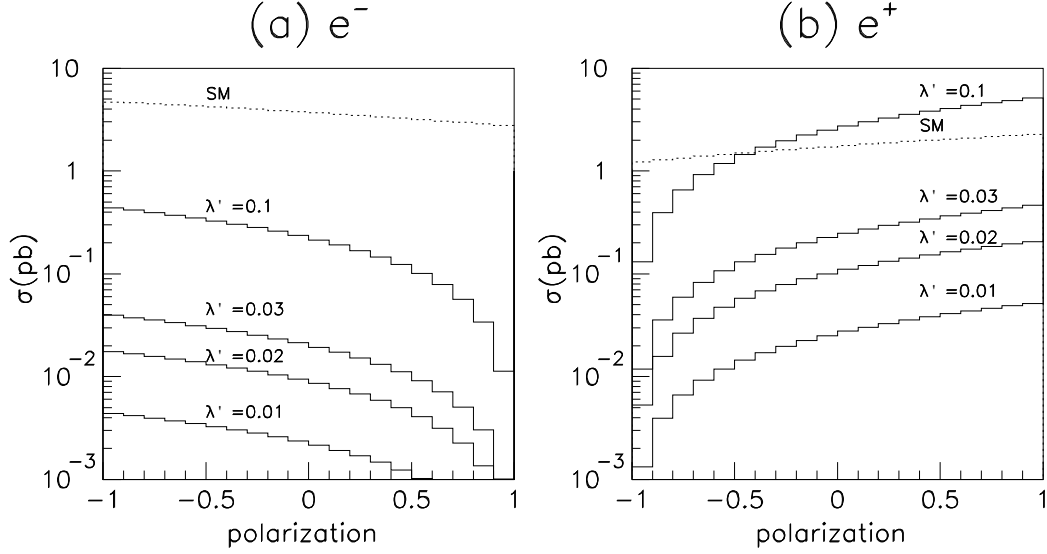 (a) e⁻
10
SM
1
λ' =0.1
σ(pb)
10⁻¹
λ' =0.03
10⁻²
λ' =0.02
λ' =0.01
10⁻³
−1 −0.5 0 0.5 1
polarization
(b) e⁺
10
λ' =0.1
SM
1
λ' =0.03
σ(pb)
10⁻¹
λ' =0.02
λ' =0.01
10⁻²
10⁻³
−1 −0.5 0 0.5 1
polarization